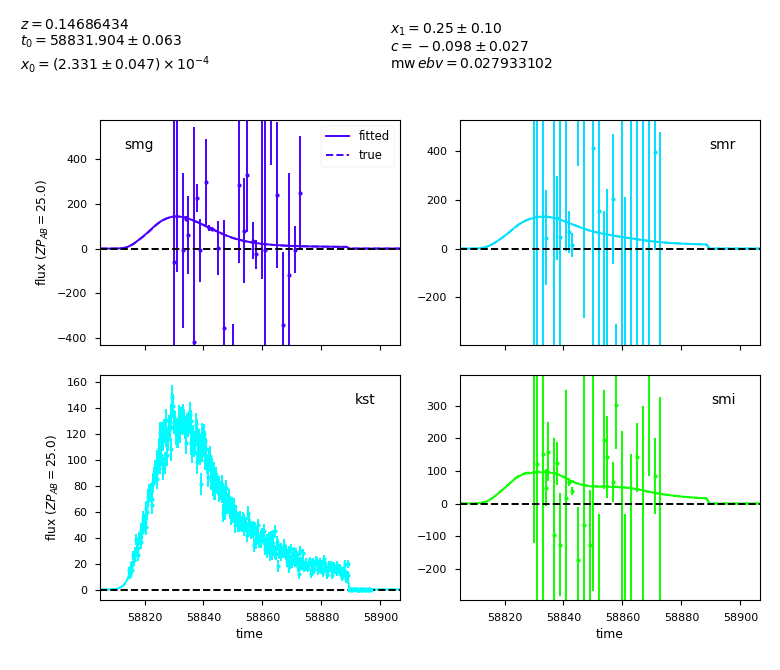 z = 0.14686434
t₀ = 58831.904 ± 0.063
x₀ = (2.331 ± 0.047) × 10⁻⁴
x₁ = 0.25 ± 0.10
c = −0.098 ± 0.027
mw ebv = 0.027933102
smg
fitted
true
400
200
0
−200
−400
flux (ZP_AB = 25.0)
smr
400
200
0
−200
kst
160
140
120
100
80
60
40
20
0
flux (ZP_AB = 25.0)
58820 58840 58860 58880 58900
time
smi
300
200
100
0
−100
−200
58820 58840 58860 58880 58900
time